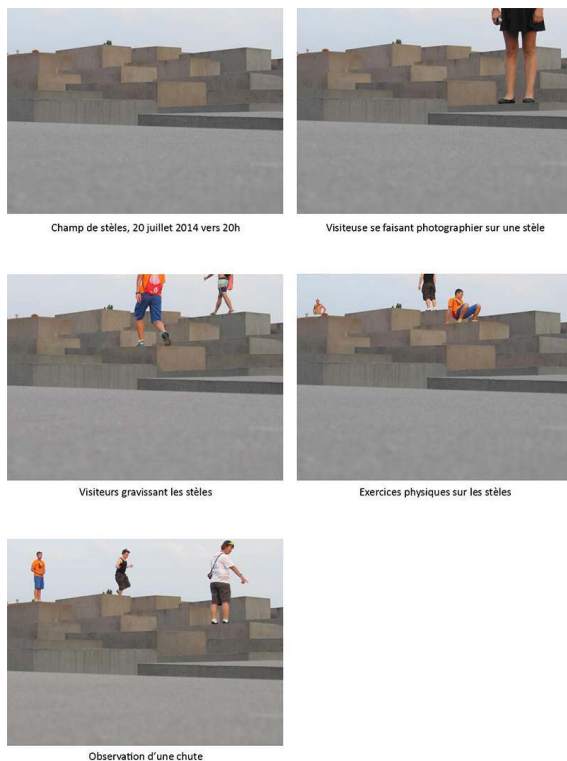 Champ de stèles, 20 juillet 2014 vers 20h
Visiteuse se faisant photographier sur une stèle
Visiteurs gravissant les stèles
Exercices physiques sur les stèles
Observation d'une chute